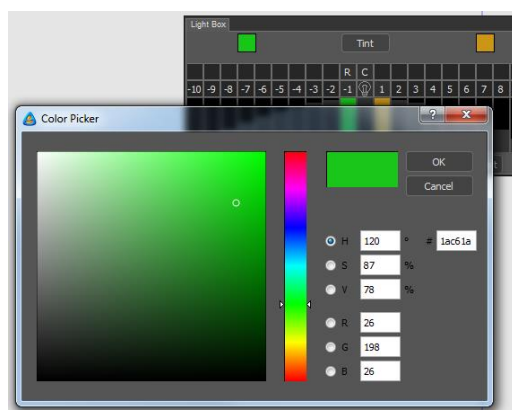 Light Box
Tint
R C
-10 -9 -8 -7 -6 -5 -4 -3 -2 -1 1 2 3 4 5 6 7 8
Color Picker
?
x
OK
Cancel
H 120 ° # 1ac61a
S 87 %
V 78 %
R 26
G 198
B 26